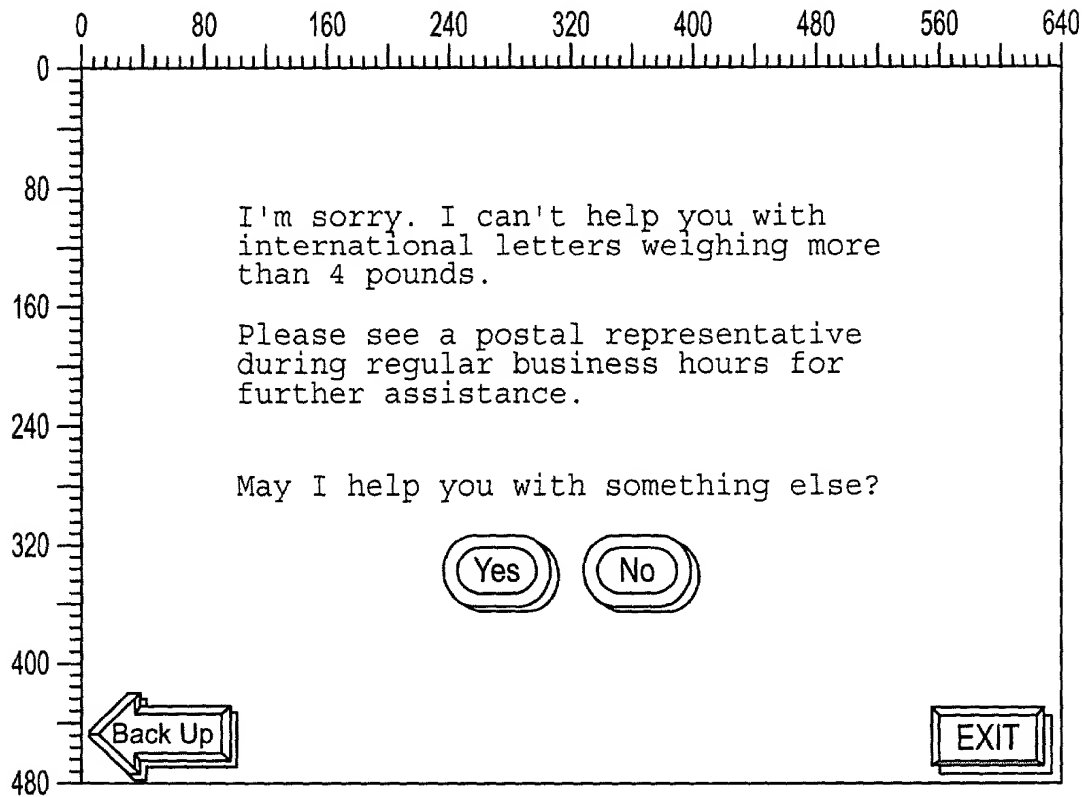 0 80 160 240 320 400 480 560 640
0
80
I'm sorry. I can't help you with
international letters weighing more
than 4 pounds.
160
Please see a postal representative
during regular business hours for
further assistance.
240
May I help you with something else?
320
Yes No
400
Back Up EXIT
480